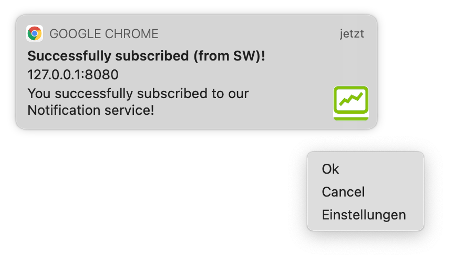 GOOGLE CHROME jetzt
Successfully subscribed (from SW)!
127.0.0.1:8080
You successfully subscribed to our
Notification service!
Ok
Cancel
Einstellungen